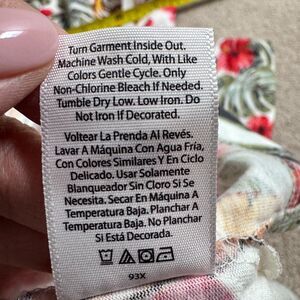 Turn Garment Inside Out.
Machine Wash Cold, With Like
Colors Gentle Cycle. Only
Non-Chlorine Bleach If Needed.
Tumble Dry Low. Low Iron. Do
Not Iron If Decorated.
Voltear La Prenda Al Revés.
Lavar A Máquina Con Agua Fría,
Con Colores Similares Y En Ciclo
Delicado. Usar Solamente
Blanqueador Sin Cloro Si Se
Necesita. Secar En Máquina A
Temperatura Baja. Planchar A
Temperatura Baja. No Planchar
Si Está Decorada.
93X